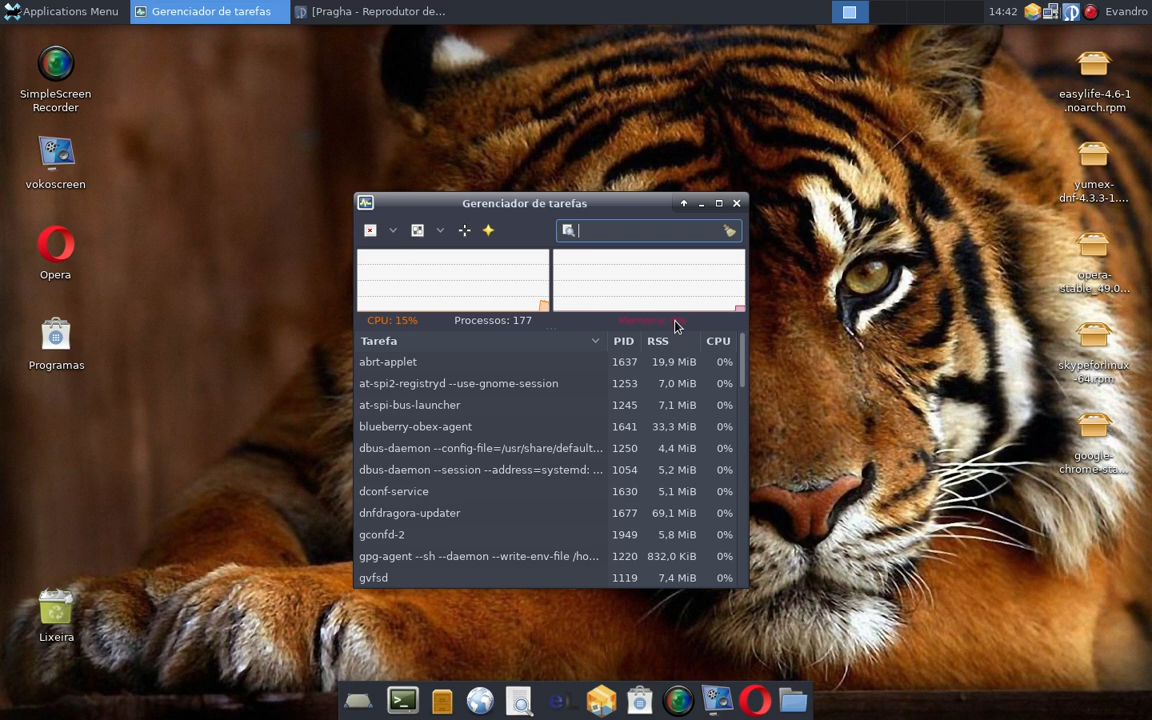 Applications Menu
Gerenciador de tarefas
[Pragha - Reprodutor de...
14:42
Evandro
SimpleScreen
Recorder
vokoscreen
Opera
Programas
Lixeira
easylife-4.6-1
.noarch.rpm
yumex-
dnf-4.3.3-1....
opera-
stable_49.0...
skypeforlinux
-64.rpm
google-
chrome-sta...
Gerenciador de tarefas
CPU: 15%
Processos: 177
Tarefa PID RSS CPU
abrt-applet 1637 19,9 MiB 0%
at-spi2-registryd --use-gnome-session 1253 7,0 MiB 0%
at-spi-bus-launcher 1245 7,1 MiB 0%
blueberry-obex-agent 1641 33,3 MiB 0%
dbus-daemon --config-file=/usr/share/default... 1250 4,4 MiB 0%
dbus-daemon --session --address=systemd: ... 1054 5,2 MiB 0%
dconf-service 1630 5,1 MiB 0%
dnfdragora-updater 1677 69,1 MiB 0%
gconfd-2 1949 5,8 MiB 0%
gpg-agent --sh --daemon --write-env-file /ho... 1220 832,0 KiB 0%
gvfsd 1119 7,4 MiB 0%